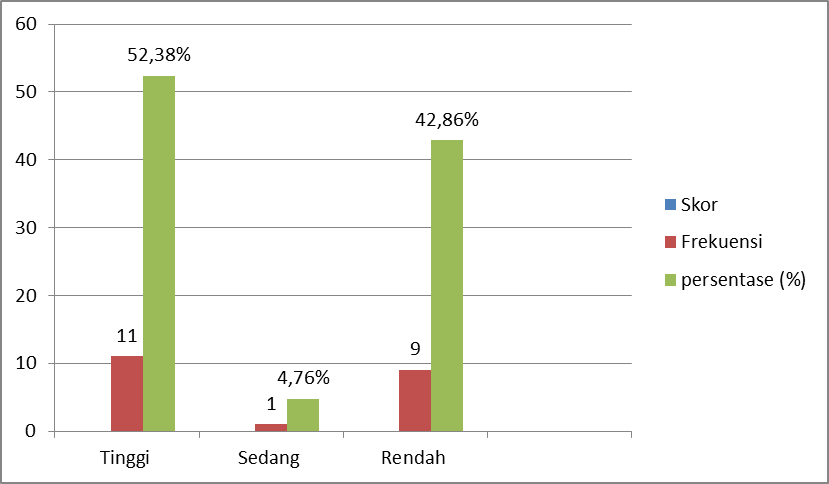 60
50
40
30
20
10
0
52,38%
11
4,76%
1
42,86%
9
Tinggi
Sedang
Rendah
Skor
Frekuensi
persentase (%)